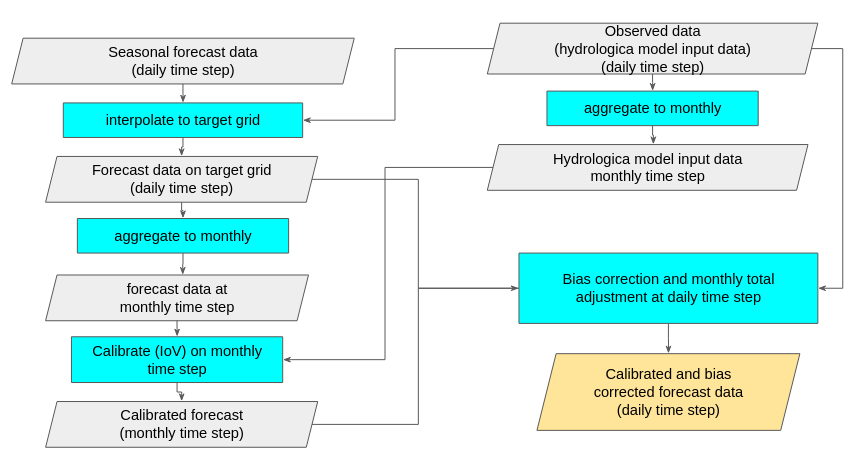 Seasonal forecast data
(daily time step)
interpolate to target grid
Forecast data on target grid
(daily time step)
aggregate to monthly
forecast data at
monthly time step
Calibrate (IoV) on monthly
time step
Calibrated forecast
(monthly time step)
Observed data
(hydrologica model input data)
(daily time step)
aggregate to monthly
Hydrologica model input data
monthly time step
Bias correction and monthly total
adjustment at daily time step
Calibrated and bias
corrected forecast data
(daily time step)